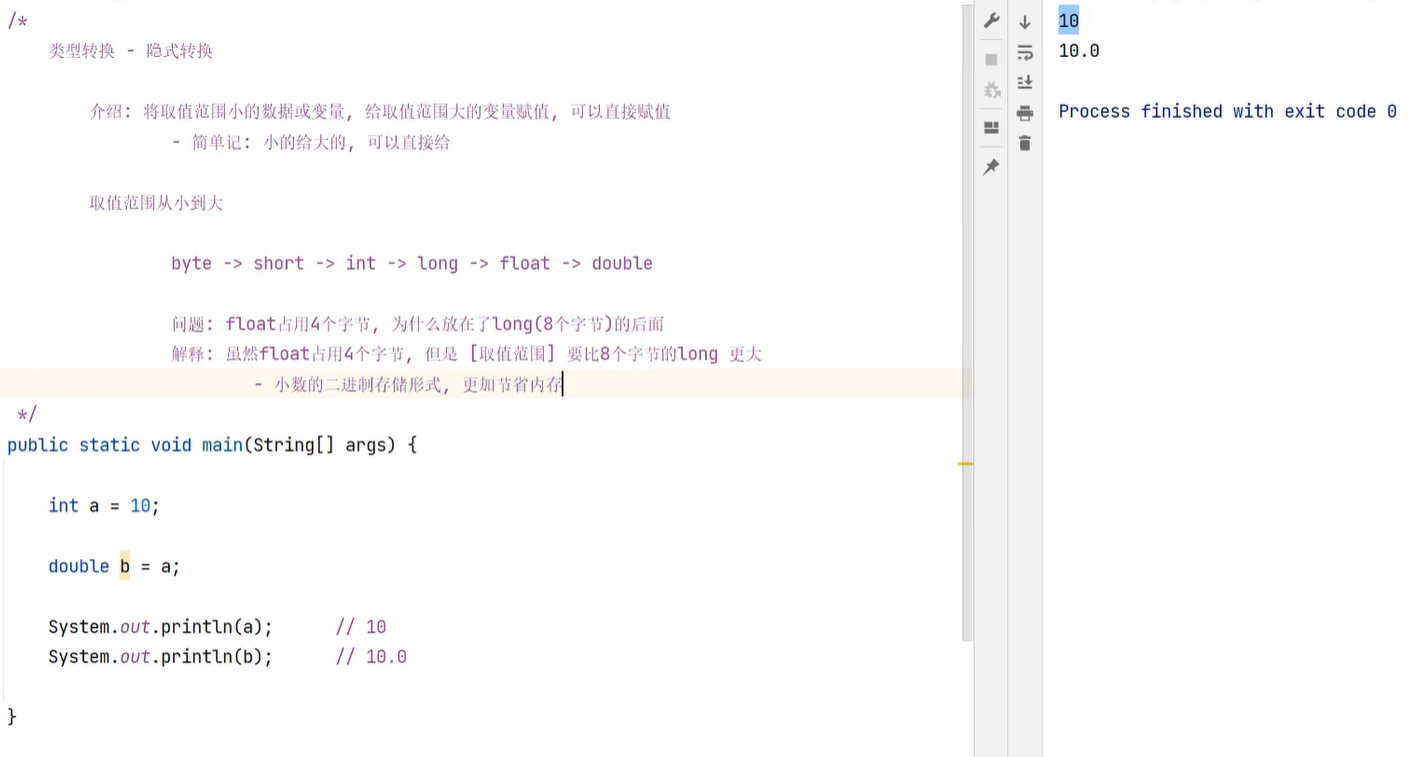 /*
类型转换 - 隐式转换
介绍: 将取值范围小的数据或变量, 给取值范围大的变量赋值, 可以直接赋值
- 简单记: 小的给大的, 可以直接给
取值范围从小到大
byte -> short -> int -> long -> float -> double
问题: float占用4个字节, 为什么放在了long(8个字节)的后面
解释: 虽然float占用4个字节, 但是 [取值范围] 要比8个字节的long 更大
- 小数的二进制存储形式, 更加节省内存
*/
public static void main(String[] args) {
int a = 10;
double b = a;
System.out.println(a); // 10
System.out.println(b); // 10.0
}
10
10.0
Process finished with exit code 0